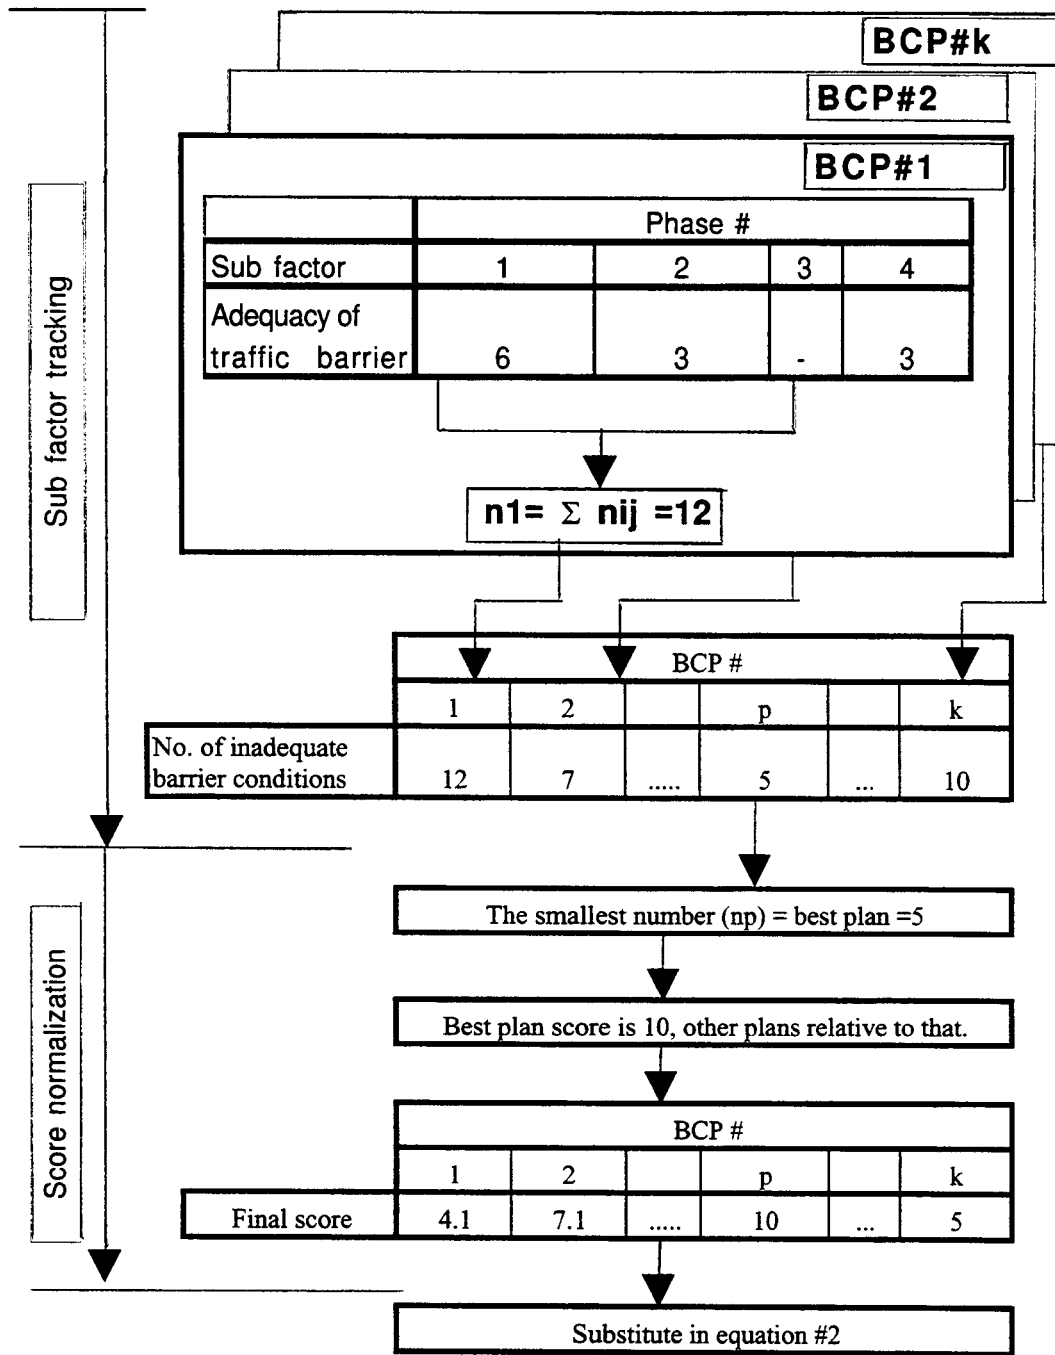 BCP#k
BCP#2
BCP#1
Phase #
Sub factor 1 2 3 4
Adequacy of
traffic barrier 6 3 - 3
n1= Σ nij =12
Sub factor tracking
BCP #
1 2 p k
No. of inadequate
barrier conditions 12 7 ..... 5 ... 10
The smallest number (np) = best plan =5
Best plan score is 10, other plans relative to that.
Score normalization
BCP #
1 2 p k
Final score 4.1 7.1 ..... 10 ... 5
Substitute in equation #2